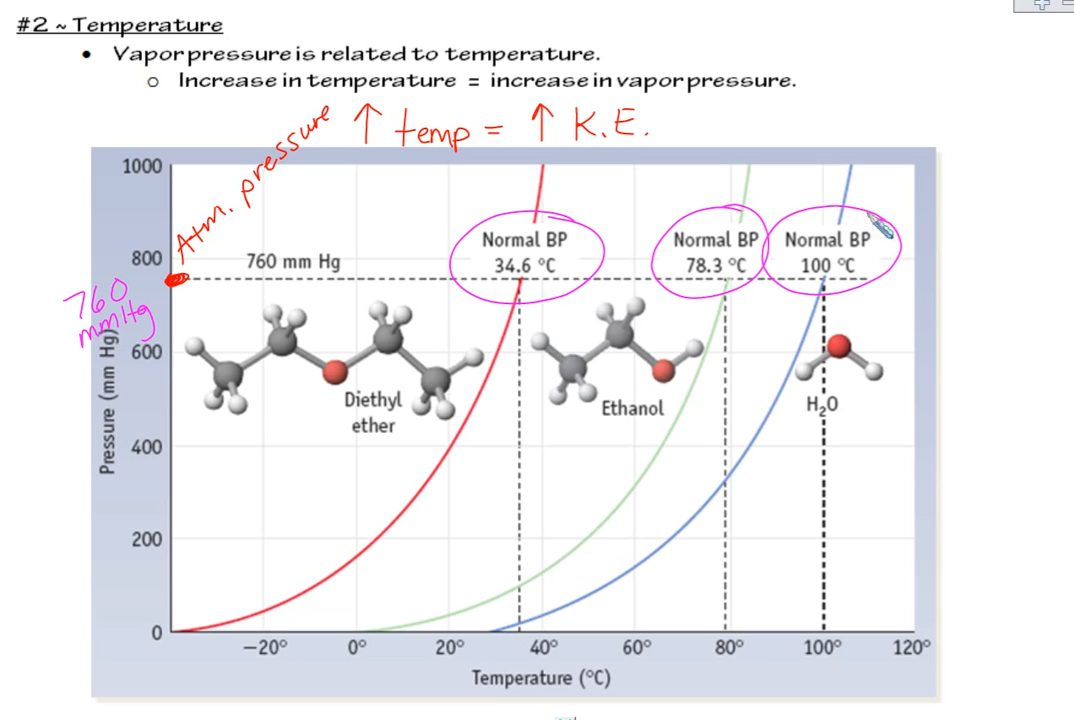 #2 ~ Temperature
• Vapor pressure is related to temperature.
o Increase in temperature = increase in vapor pressure.
↑ temp = ↑ K.E.
Atm. pressure
1000
800
600
400
200
0
760 mmHg
Pressure (mm Hg)
760 mm Hg
Normal BP
34.6 °C
Normal BP
78.3 °C
Normal BP
100 °C
Diethyl
ether
Ethanol
H₂O
−20° 0° 20° 40° 60° 80° 100° 120°
Temperature (°C)